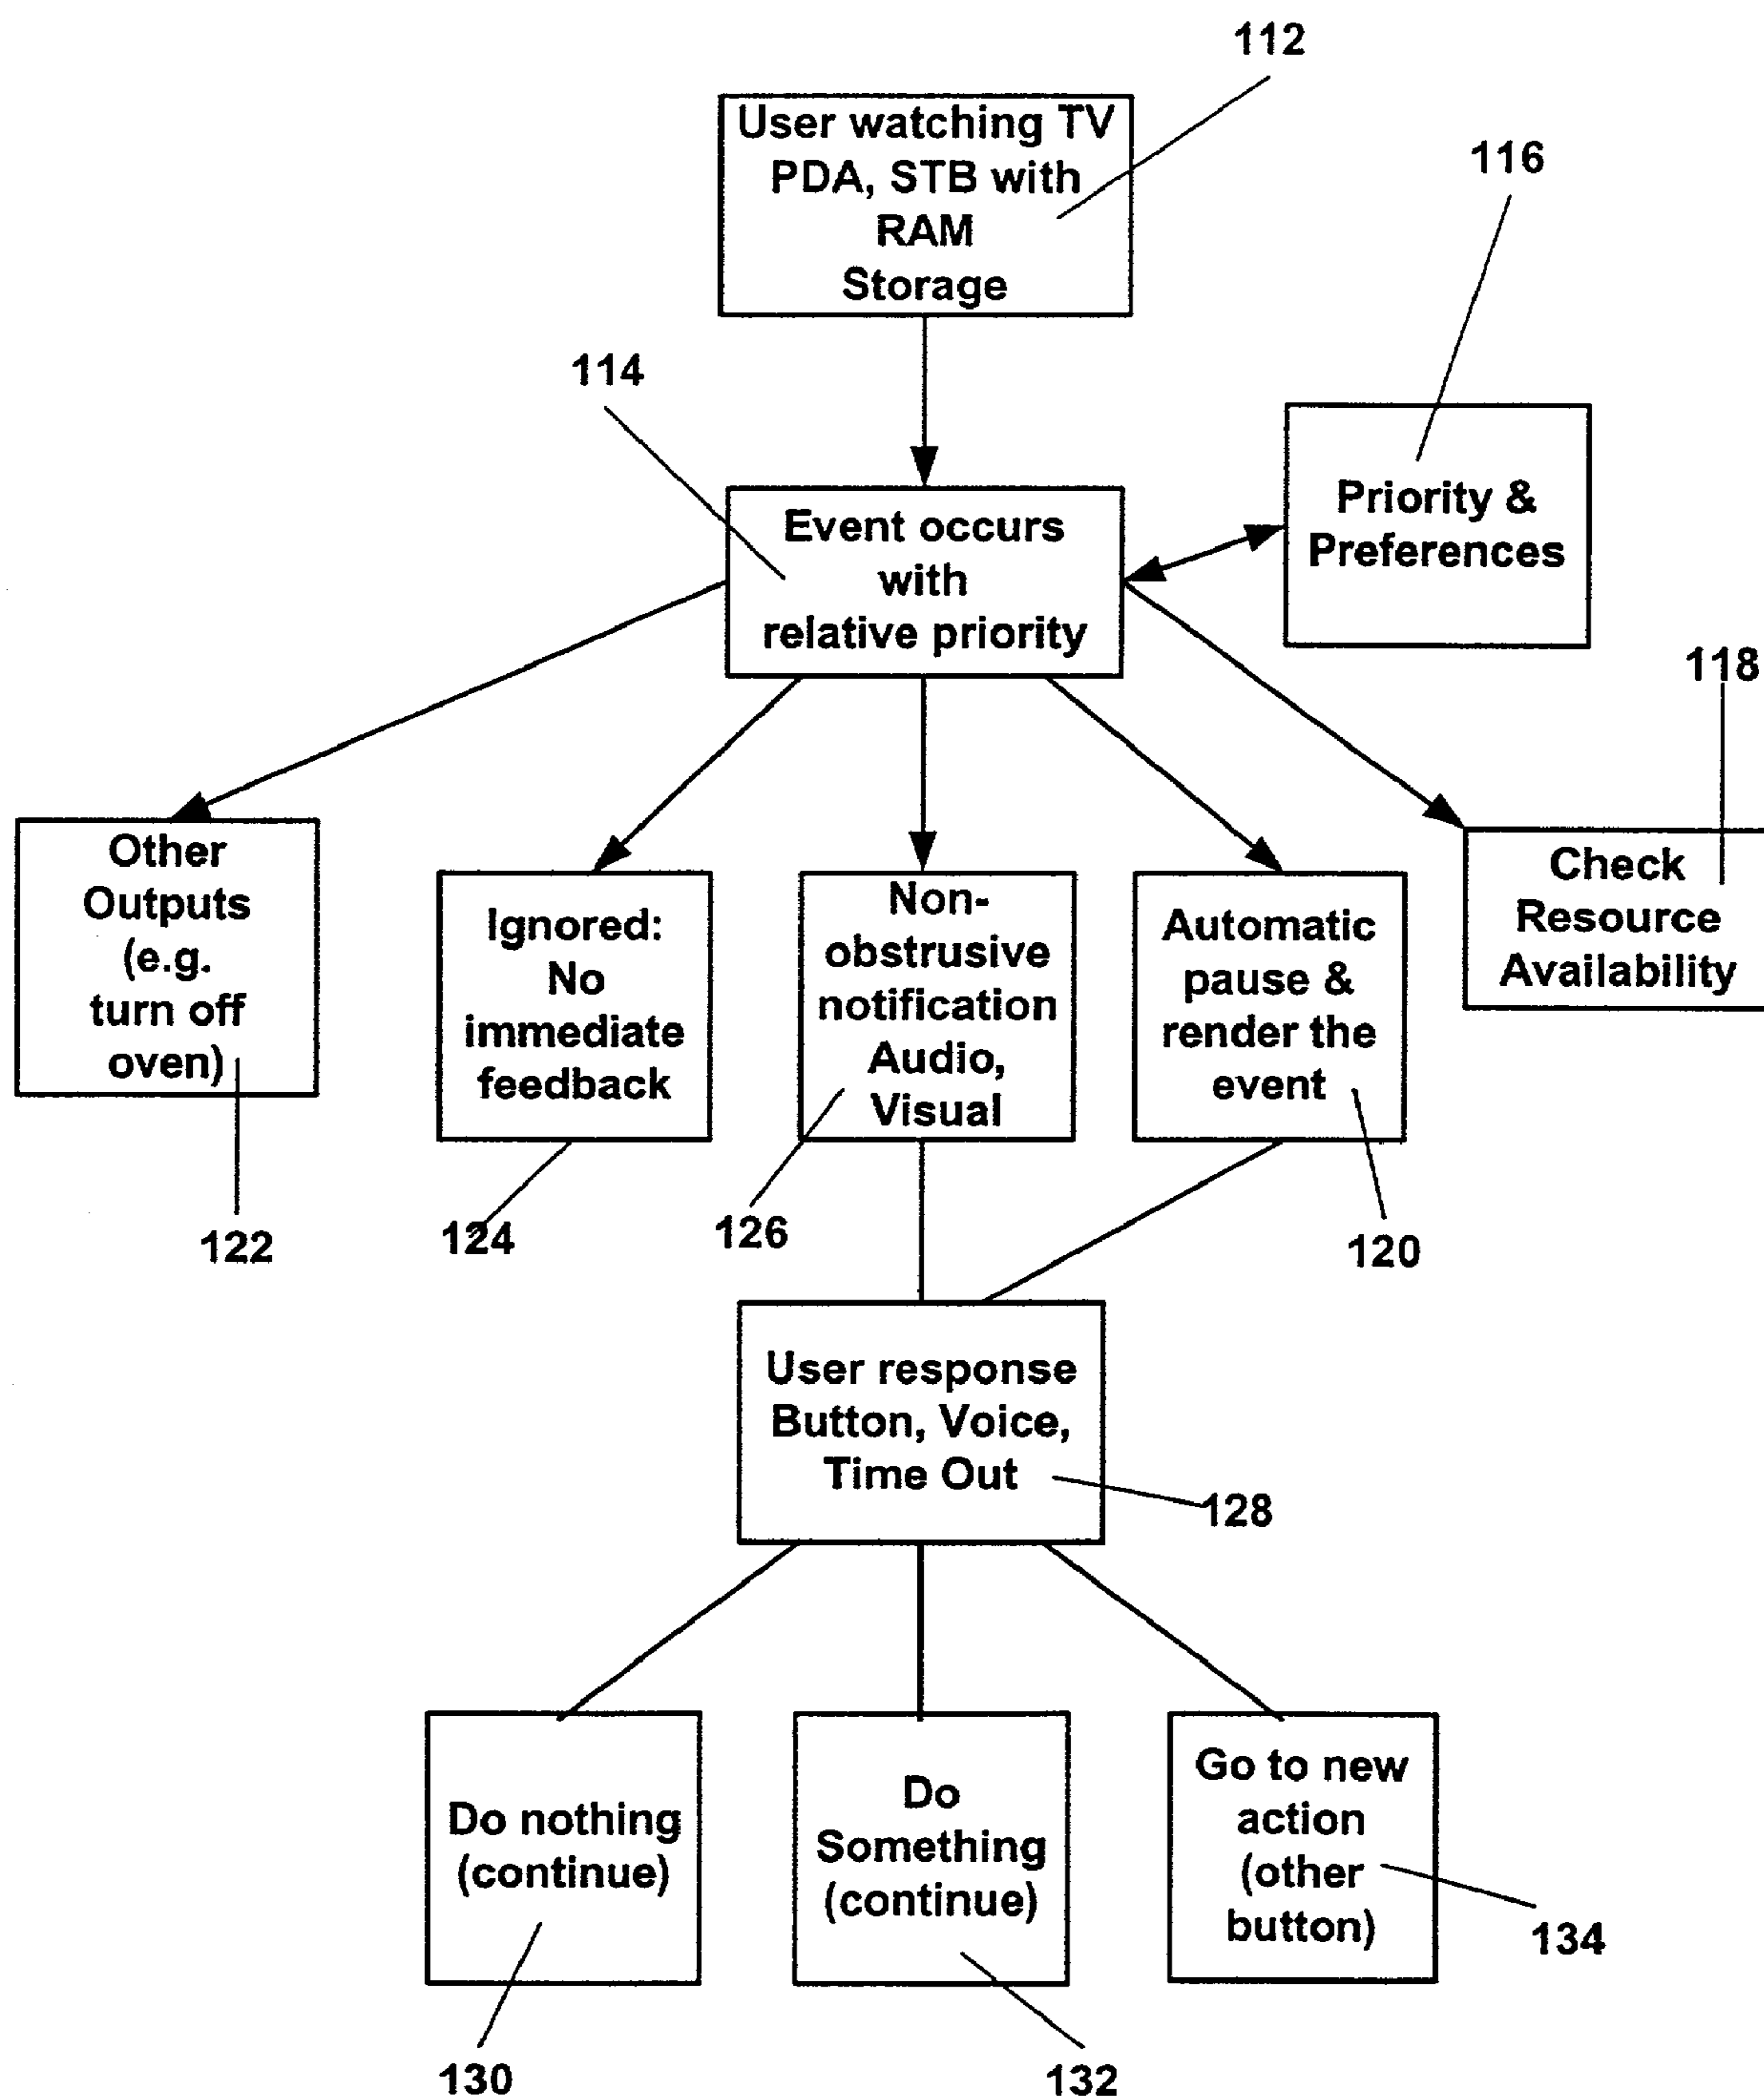 112
User watching TV
PDA, STB with
RAM
Storage
116
114
Priority &
Preferences
Event occurs
with
relative priority
118
Other
Outputs
(e.g.
turn off
oven)
Ignored:
No
immediate
feedback
Non-
obstrusive
notification
Audio,
Visual
Automatic
pause &
render the
event
Check
Resource
Availability
122
124
126
120
User response
Button, Voice,
Time Out
128
Do nothing
(continue)
Do
Something
(continue)
Go to new
action
(other
button)
134
130
132